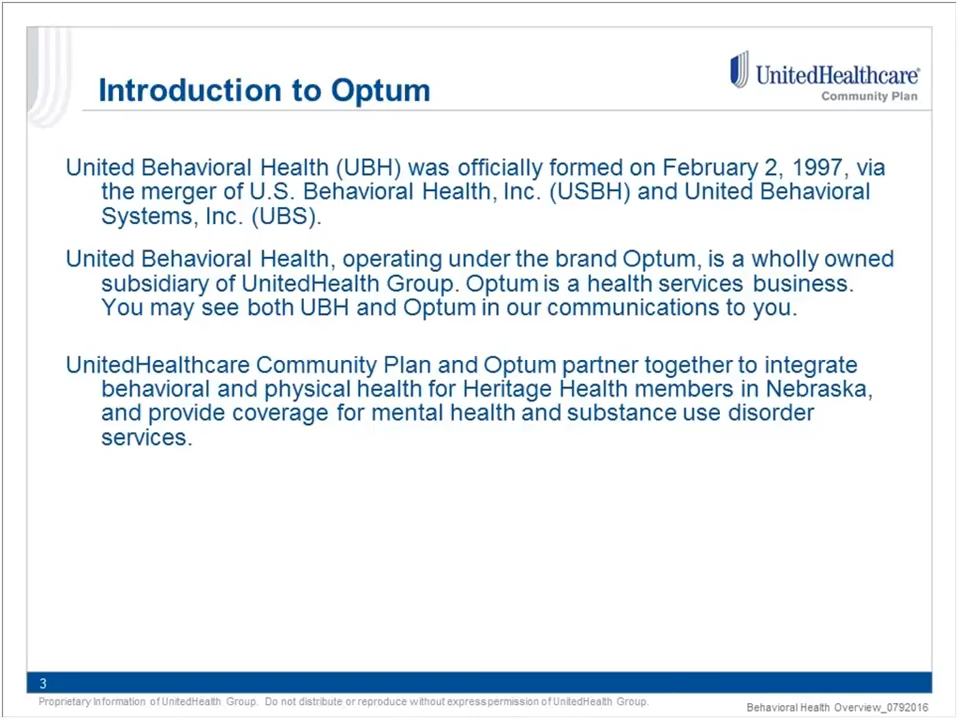 Introduction to Optum
UnitedHealthcare®
Community Plan
United Behavioral Health (UBH) was officially formed on February 2, 1997, via
the merger of U.S. Behavioral Health, Inc. (USBH) and United Behavioral
Systems, Inc. (UBS).
United Behavioral Health, operating under the brand Optum, is a wholly owned
subsidiary of UnitedHealth Group. Optum is a health services business.
You may see both UBH and Optum in our communications to you.
UnitedHealthcare Community Plan and Optum partner together to integrate
behavioral and physical health for Heritage Health members in Nebraska,
and provide coverage for mental health and substance use disorder
services.
3
Proprietary Information of UnitedHealth Group. Do not distribute or reproduce without express permission of UnitedHealth Group.
Behavioral Health Overview_0792016